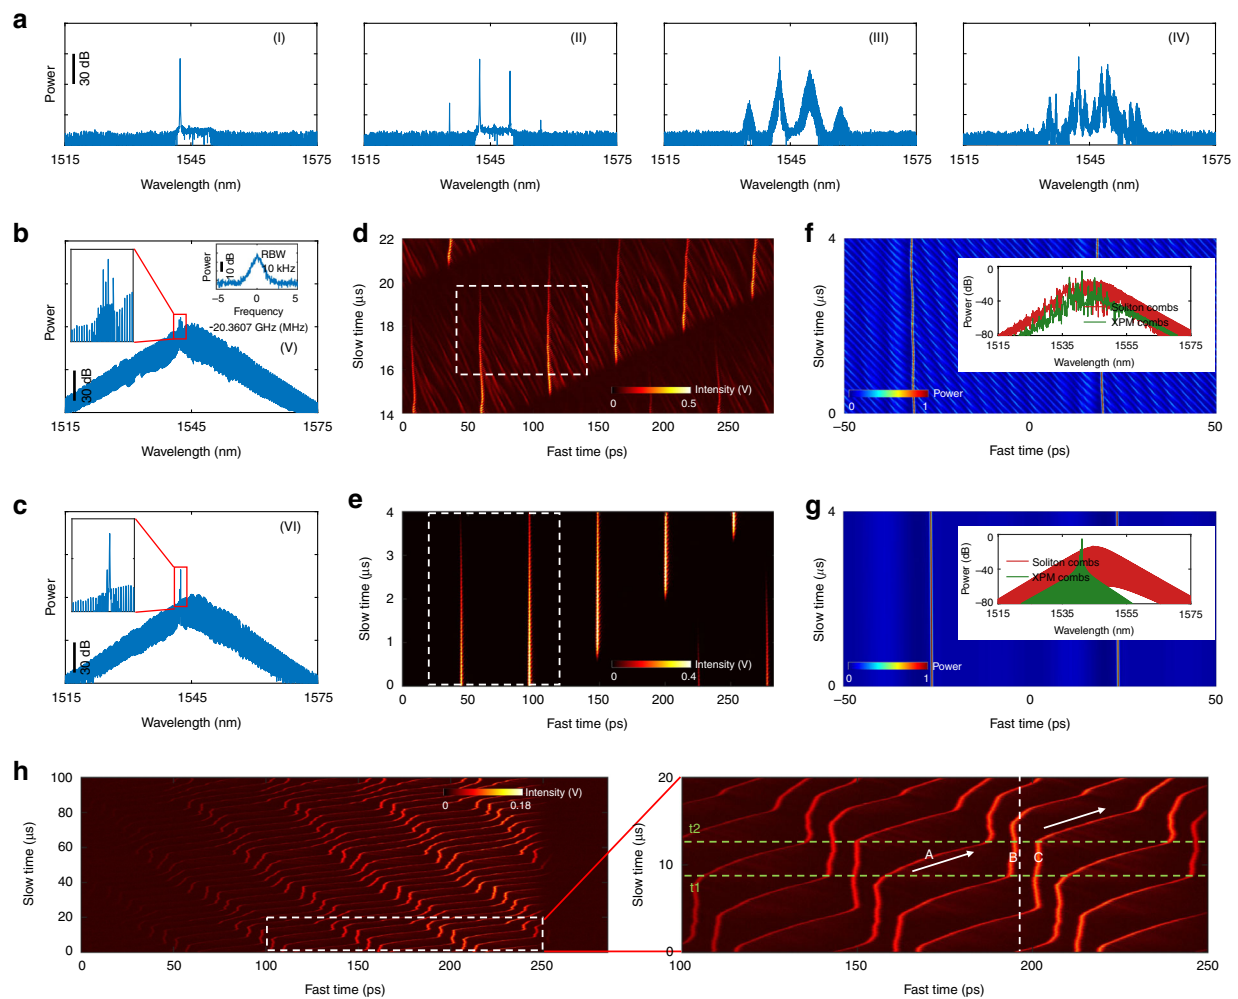 a
Power
30 dB
(I)
(II)
(III)
(IV)
1515 1545 1575
1515 1545 1575
1515 1545 1575
1515 1545 1575
Wavelength (nm)
Wavelength (nm)
Wavelength (nm)
Wavelength (nm)
b
Power
30 dB
Power
10 dB
RBW
10 kHz
−5 0 5
Frequency
−20.3607 GHz (MHz)
(V)
1515 1545 1575
Wavelength (nm)
d
Slow time (µs)
22
20
18
16
14
Intensity (V)
0 0.5
0 50 100 150 200 250
Fast time (ps)
f
Slow time (µs)
4
0
Power (dB)
0
−40
−80
Soliton combs
XPM combs
1515 1535 1555 1575
Wavelength (nm)
Power
0 1
−50 0 50
Fast time (ps)
c
Power
30 dB
(VI)
1515 1545 1575
Wavelength (nm)
e
Slow time (µs)
4
3
2
1
0
Intensity (V)
0 0.4
0 50 100 150 200 250
Fast time (ps)
g
Slow time (µs)
4
0
Power (dB)
0
−40
−80
Soliton combs
XPM combs
1515 1535 1555 1575
Wavelength (nm)
Power
0 1
−50 0 50
Fast time (ps)
h
Slow time (µs)
100
80
60
40
20
0
Intensity (V)
0 0.18
0 50 100 150 200 250
Fast time (ps)
Slow time (µs)
20
10
0
t2
t1
A
B
C
100 150 200 250
Fast time (ps)